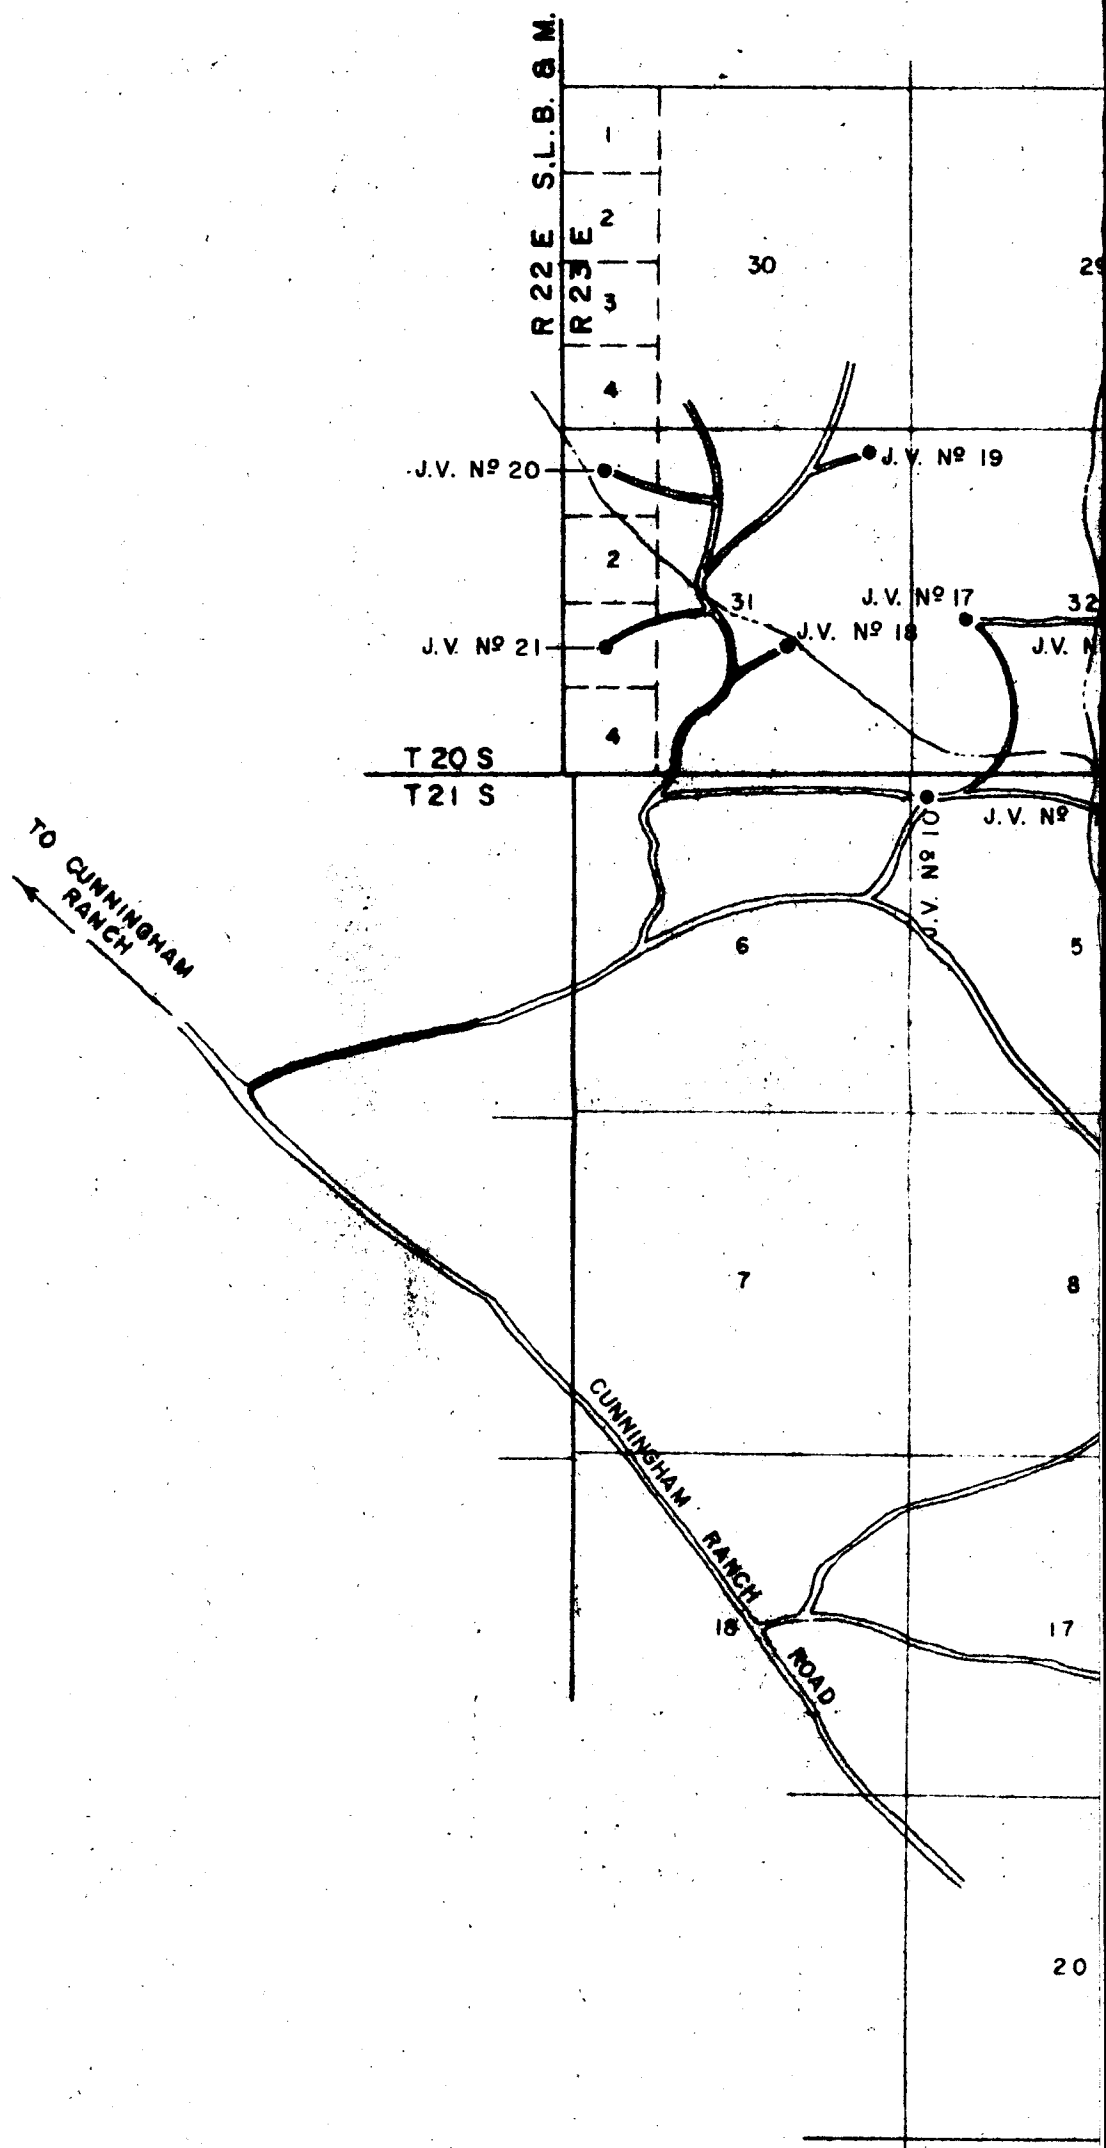 R 22 E S.L.B. & M.
R 23 E
1
2
3
4
30
29
J.V. Nº 20
J.V. Nº 19
2
31
J.V. Nº 17
32
J.V. Nº 18
J.V. Nº 21
J.V. N
4
T 20 S
T 21 S
J.V. Nº
J.V. Nº 10
TO CUNNINGHAM
RANCH
6
5
7
8
CUNNINGHAM RANCH ROAD
18
17
20